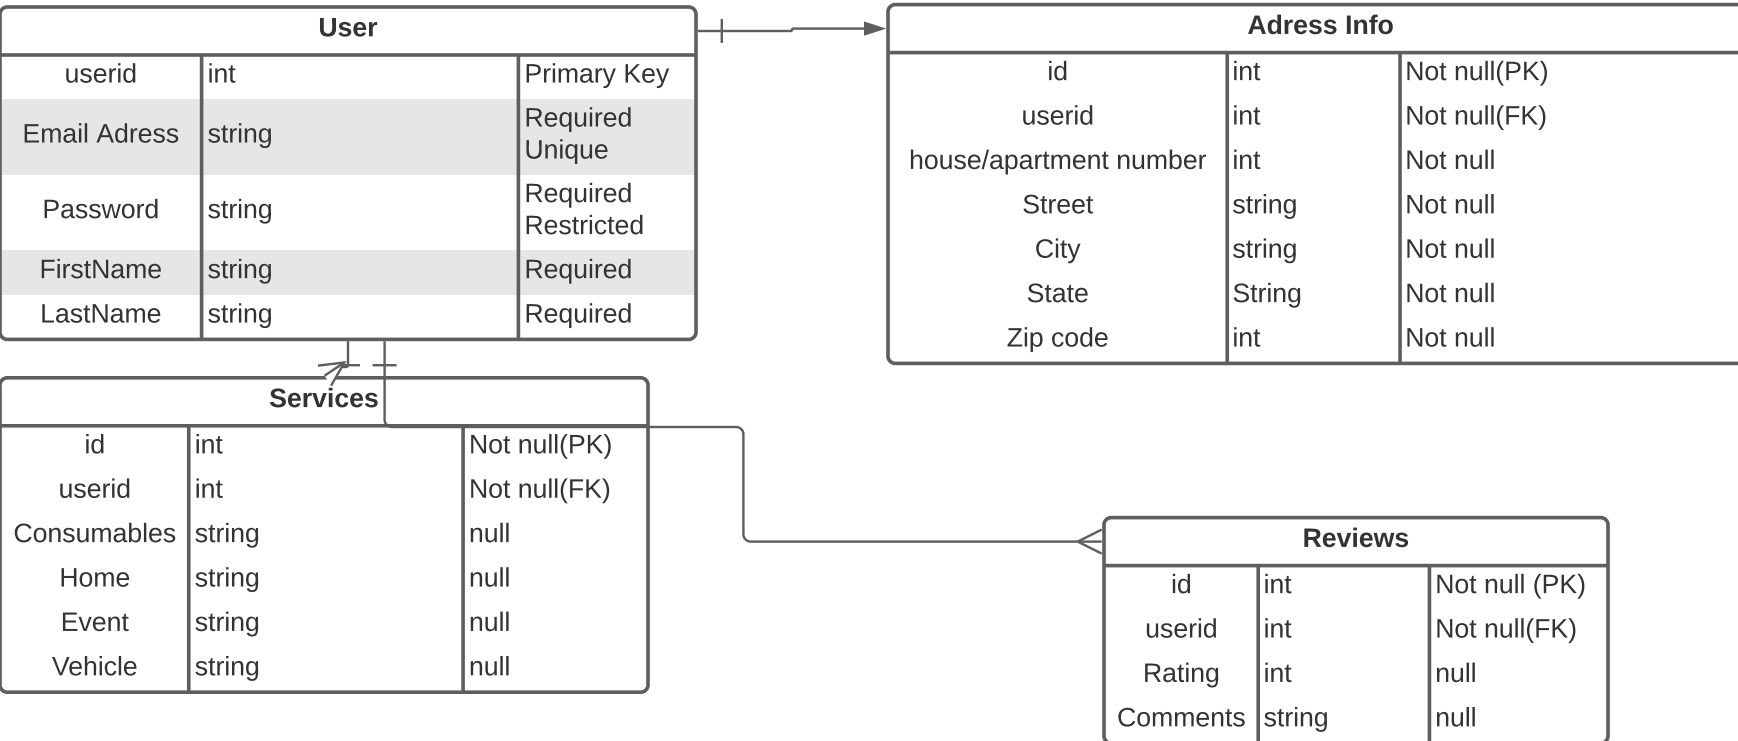 User
userid int Primary Key
Email Adress string Required
Unique
Password string Required
Restricted
FirstName string Required
LastName string Required
Adress Info
id int Not null(PK)
userid int Not null(FK)
house/apartment number int Not null
Street string Not null
City string Not null
State String Not null
Zip code int Not null
Services
id int Not null(PK)
userid int Not null(FK)
Consumables string null
Home string null
Event string null
Vehicle string null
Reviews
id int Not null (PK)
userid int Not null(FK)
Rating int null
Comments string null